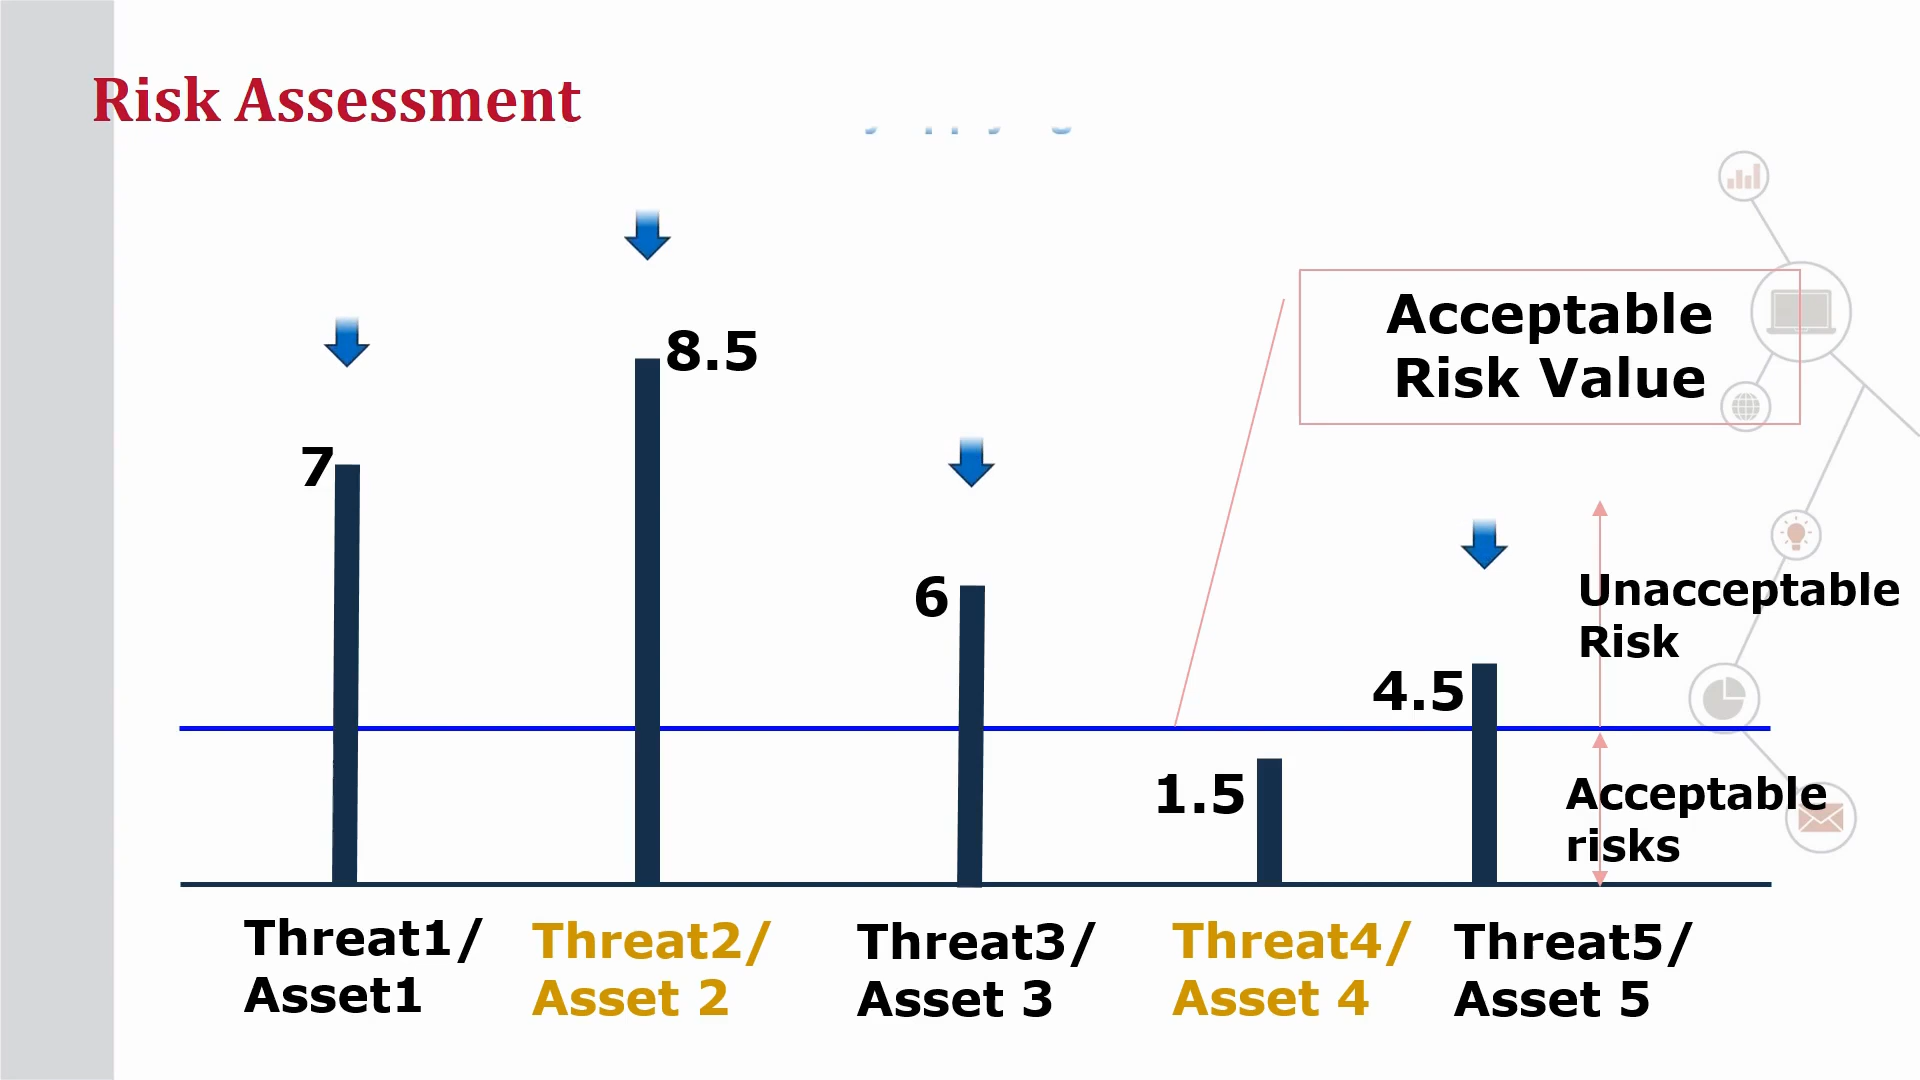 Risk Assessment
Acceptable
Risk Value
8.5
7
6
4.5
1.5
Unacceptable
Risk
Acceptable
risks
Threat1/
Asset1
Threat2/
Asset 2
Threat3/
Asset 3
Threat4/
Asset 4
Threat5/
Asset 5